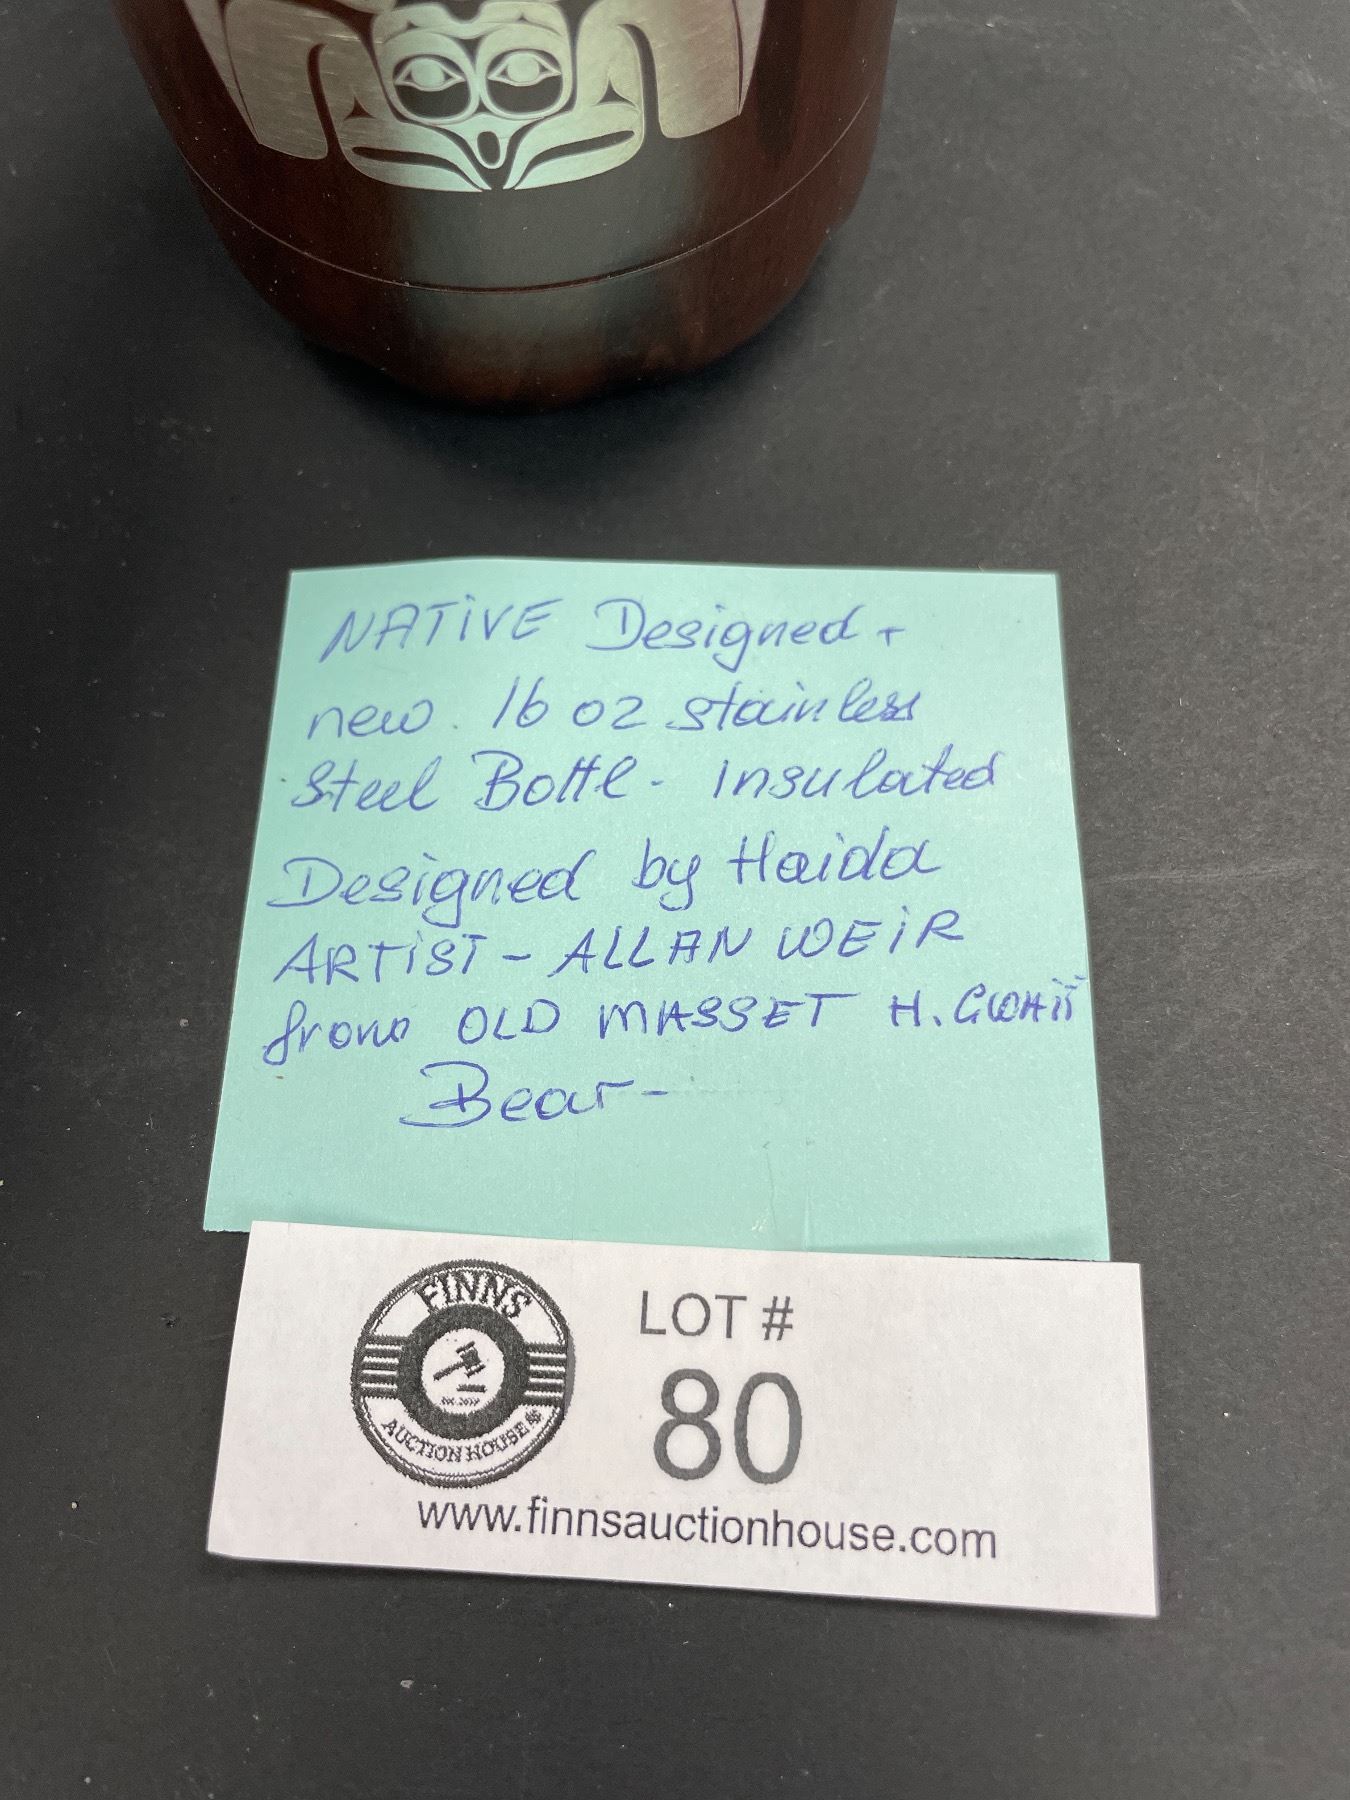 NATIVE Designed +
new. 16 oz stainless
Steel Bottle - insulated
Designed by Haida
ARTIST - ALLAN WEIR
from OLD MASSET H. GWAii
Bear -
FINNS
AUCTION HOUSE
LOT #
80
www.finnsauctionhouse.com